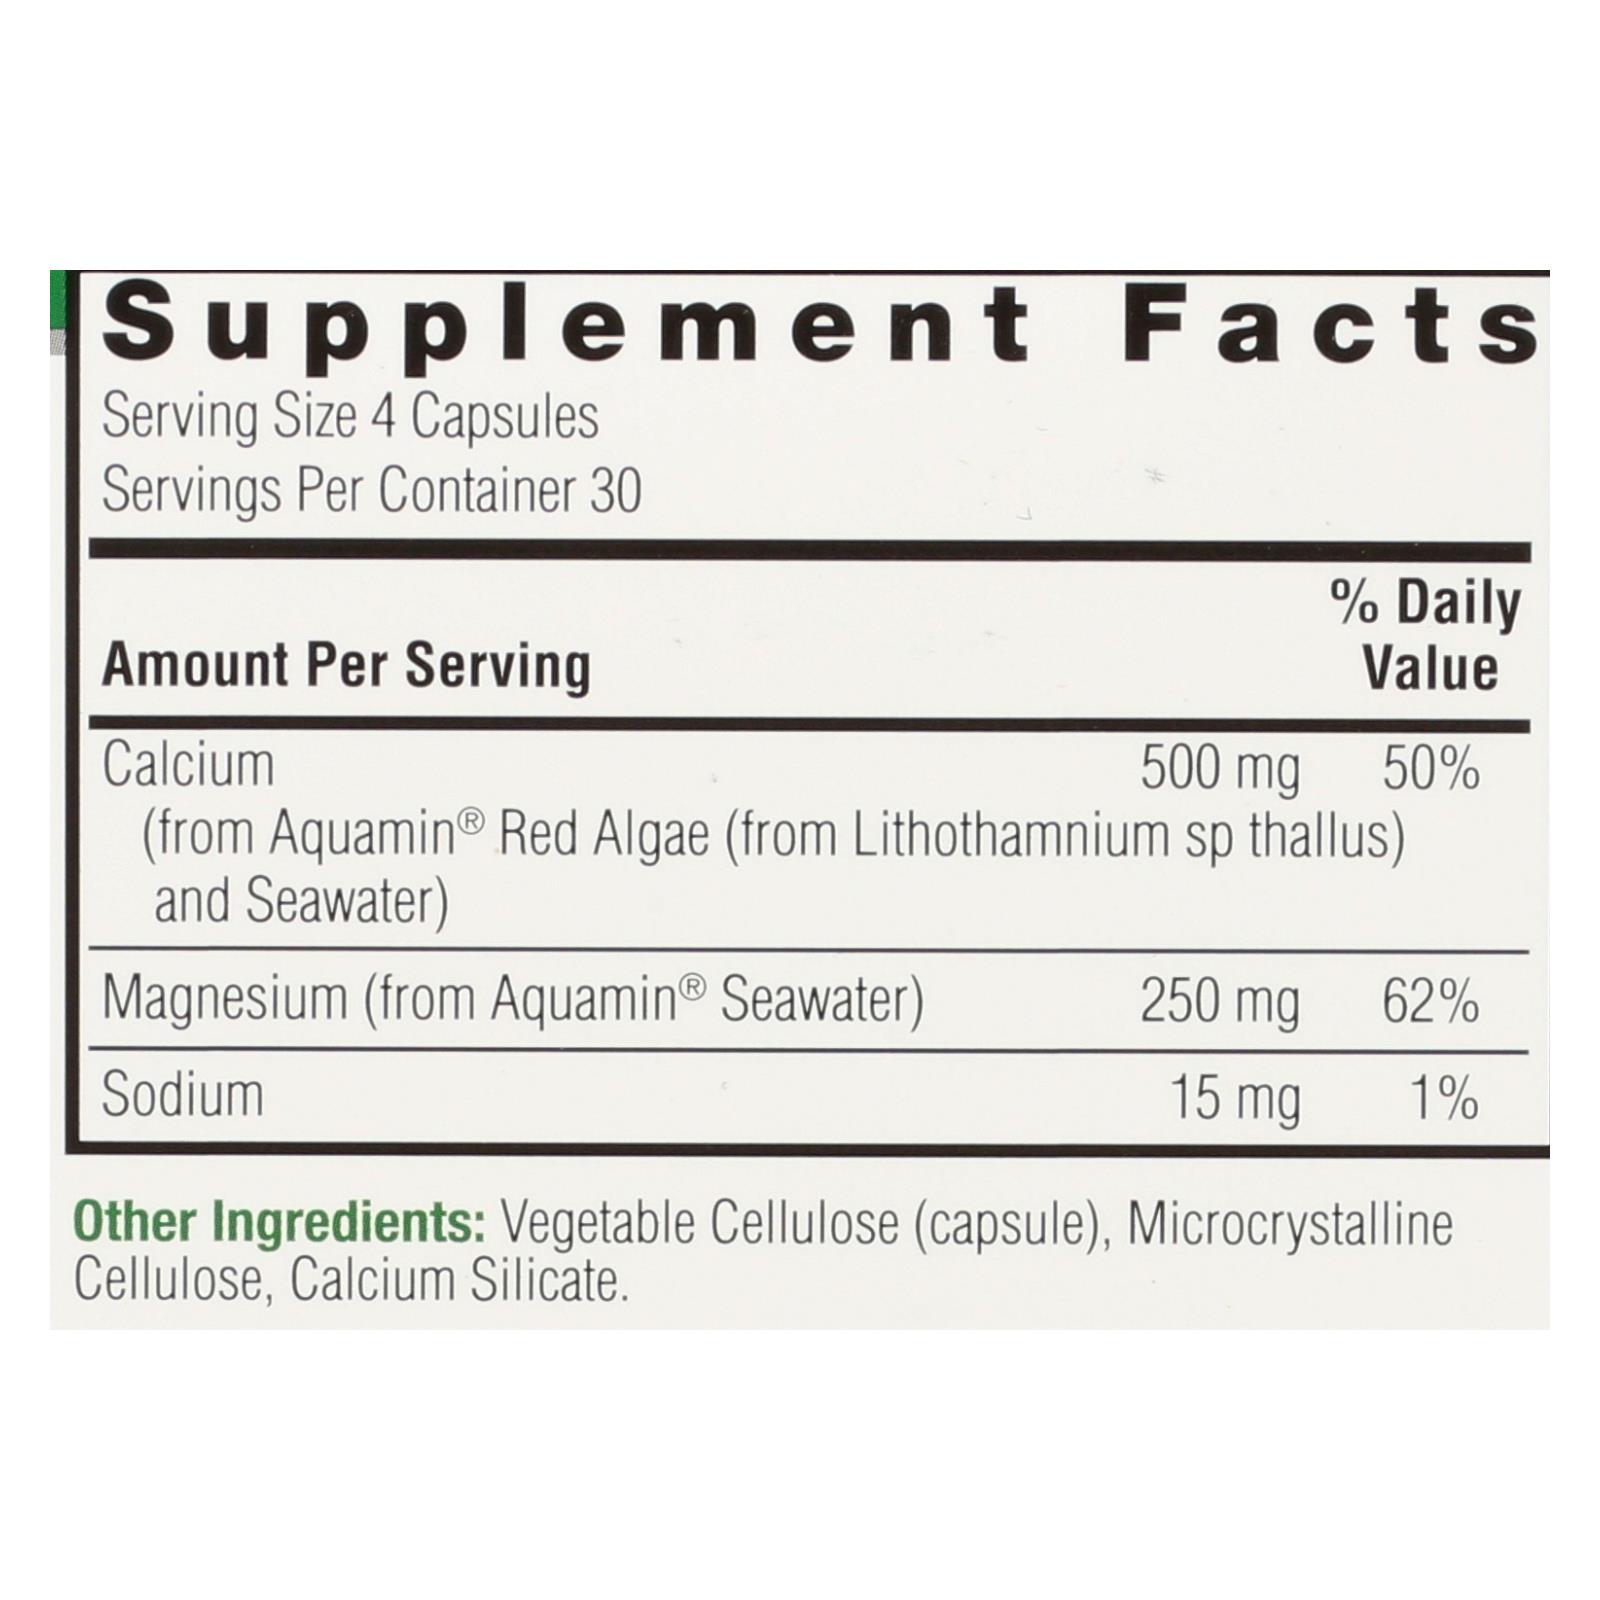 Supplement Facts
Serving Size 4 Capsules
Servings Per Container 30
% Daily
Value
Amount Per Serving
Calcium 500 mg 50%
(from Aquamin® Red Algae (from Lithothamnium sp thallus)
and Seawater)
Magnesium (from Aquamin® Seawater) 250 mg 62%
Sodium 15 mg 1%
Other Ingredients: Vegetable Cellulose (capsule), Microcrystalline
Cellulose, Calcium Silicate.